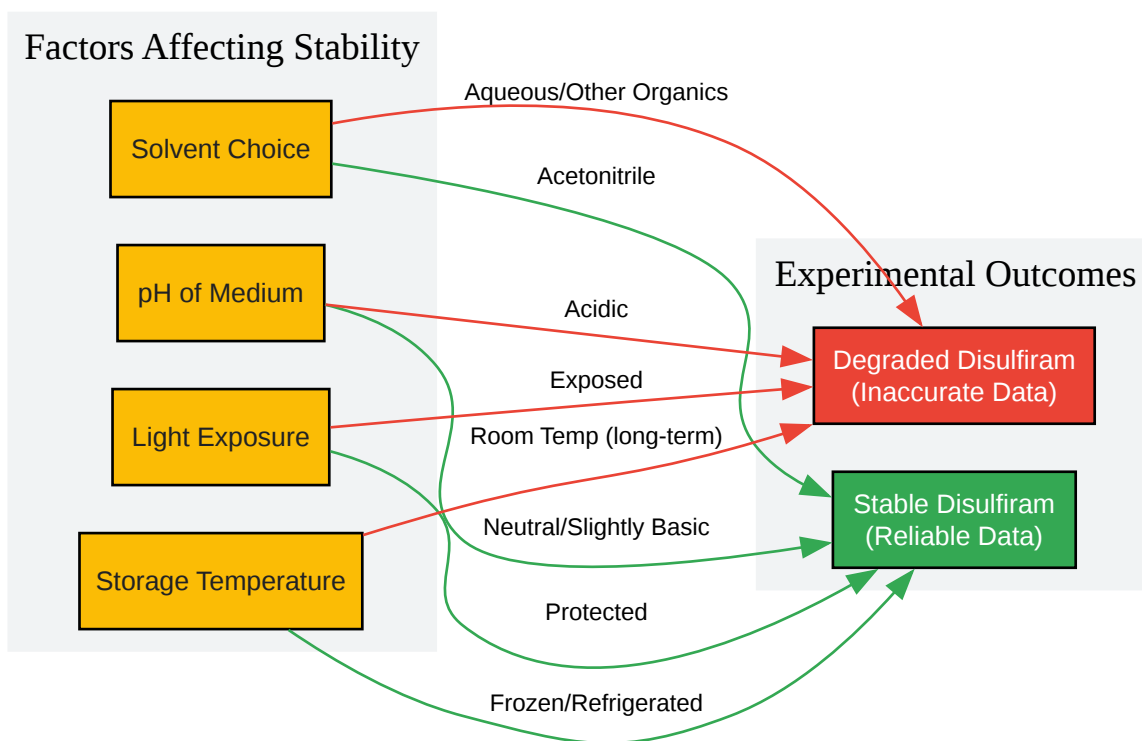 Factors Affecting Stability
Solvent Choice
pH of Medium
Light Exposure
Storage Temperature
Aqueous/Other Organics
Acetonitrile
Acidic
Exposed
Room Temp (long-term)
Neutral/Slightly Basic
Protected
Frozen/Refrigerated
Experimental Outcomes
Degraded Disulfiram
(Inaccurate Data)
Stable Disulfiram
(Reliable Data)